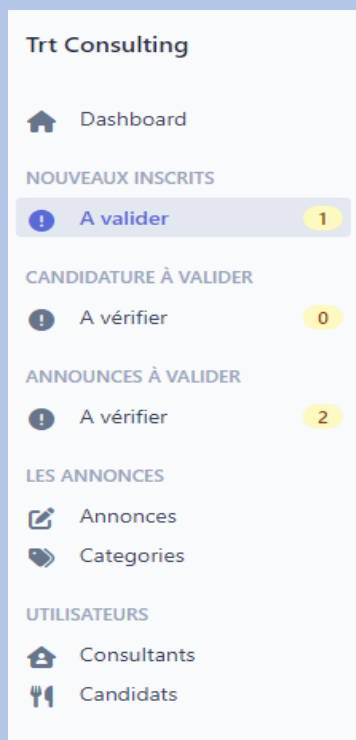 Trt Consulting
Dashboard
NOUVEAUX INSCRITS
A valider 1
CANDIDATURE À VALIDER
A vérifier 0
ANNOUNCES À VALIDER
A vérifier 2
LES ANNONCES
Annonces
Categories
UTILISATEURS
Consultants
Candidats